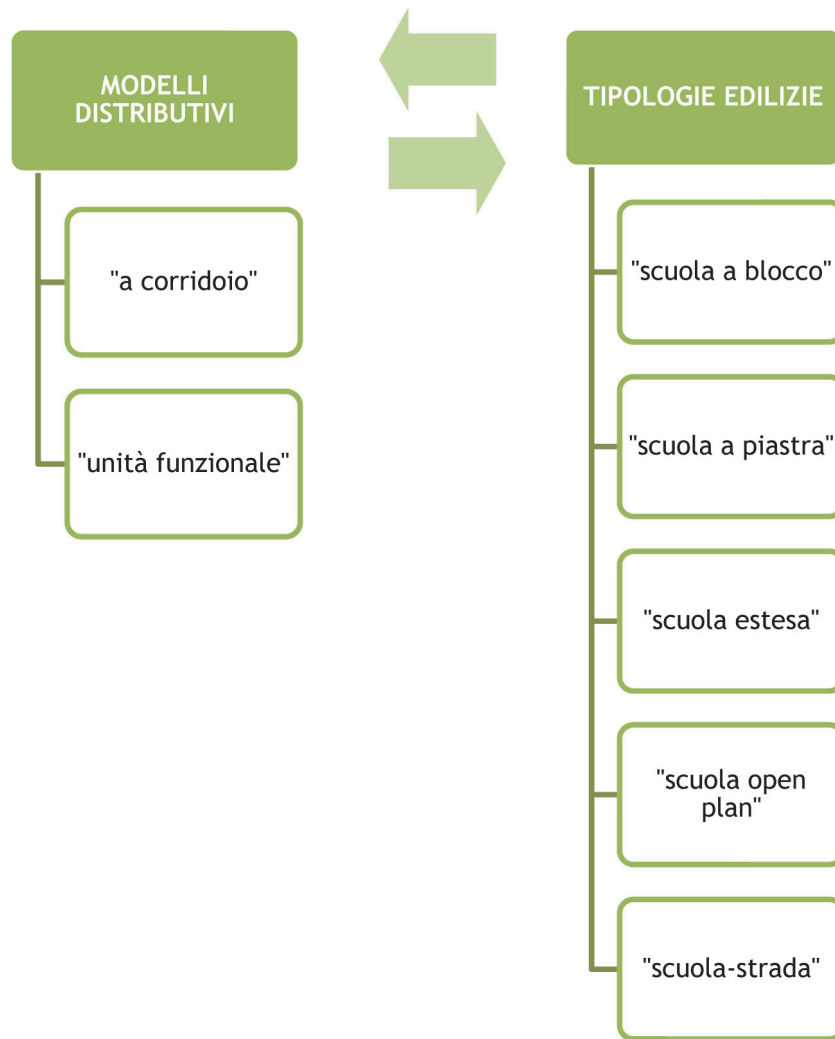 MODELLI
DISTRIBUTIVI
"a corridoio"
"unità funzionale"
TIPOLOGIE EDILIZIE
"scuola a blocco"
"scuola a piastra"
"scuola estesa"
"scuola open
plan"
"scuola-strada"